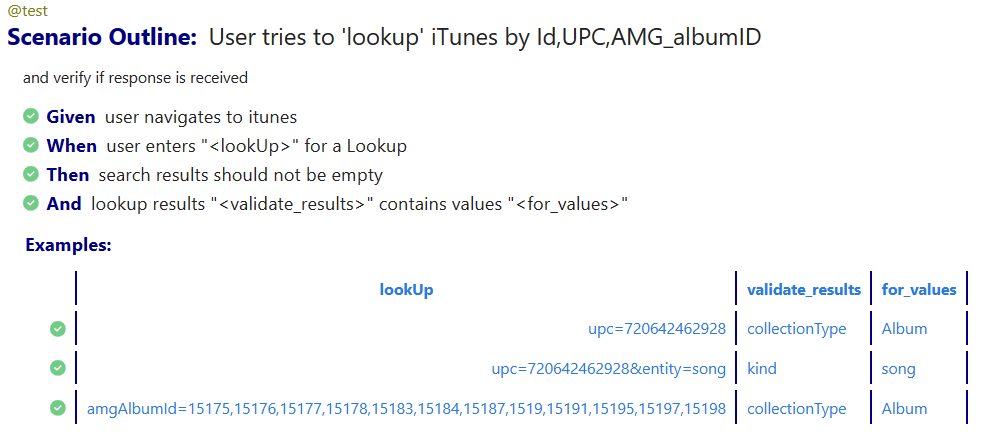 @test
Scenario Outline: User tries to 'lookup' iTunes by Id,UPC,AMG_albumID
and verify if response is received
Given user navigates to itunes
When user enters "<lookUp>" for a Lookup
Then search results should not be empty
And lookup results "<validate_results>" contains values "<for_values>"
Examples:
lookUp validate_results for_values
upc=720642462928 collectionType Album
upc=720642462928&entity=song kind song
amgAlbumId=15175,15176,15177,15178,15183,15184,15187,1519,15191,15195,15197,15198 collectionType Album